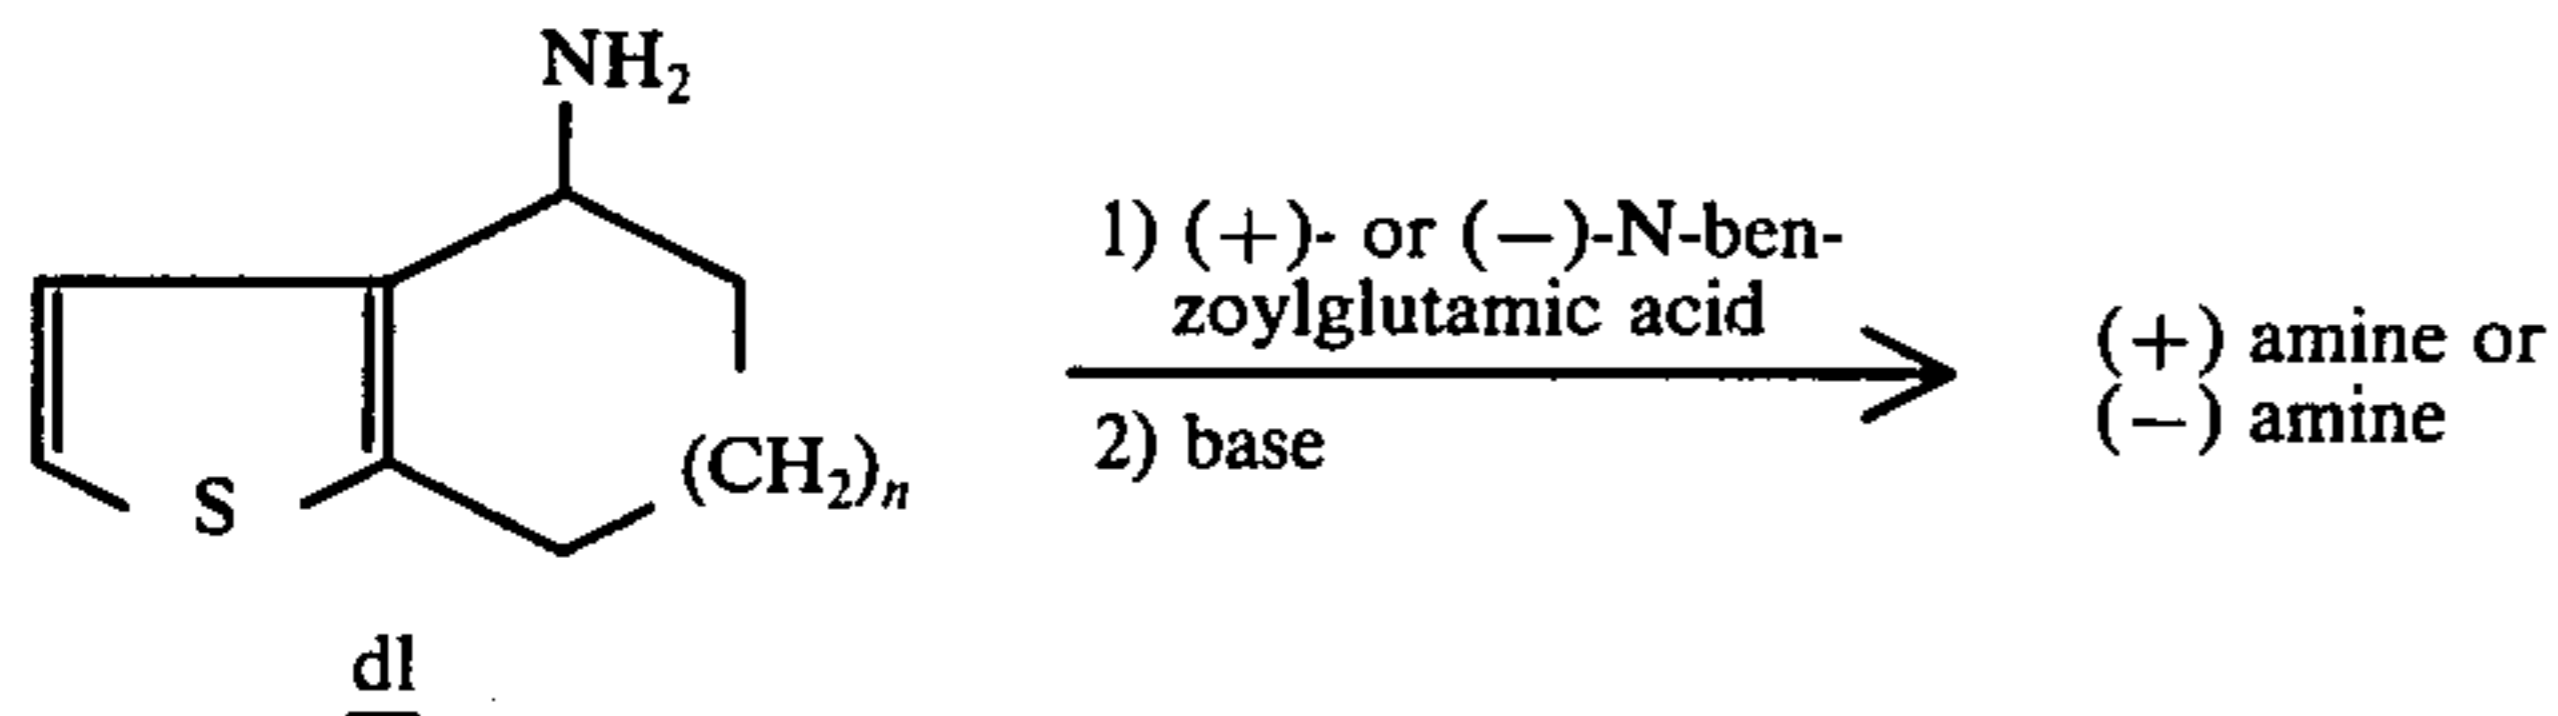 NH₂
1) (+)- or (−)-N-ben-
zoylglutamic acid
(+) amine or
2) base
(−) amine
(CH₂)ₙ
S
dl